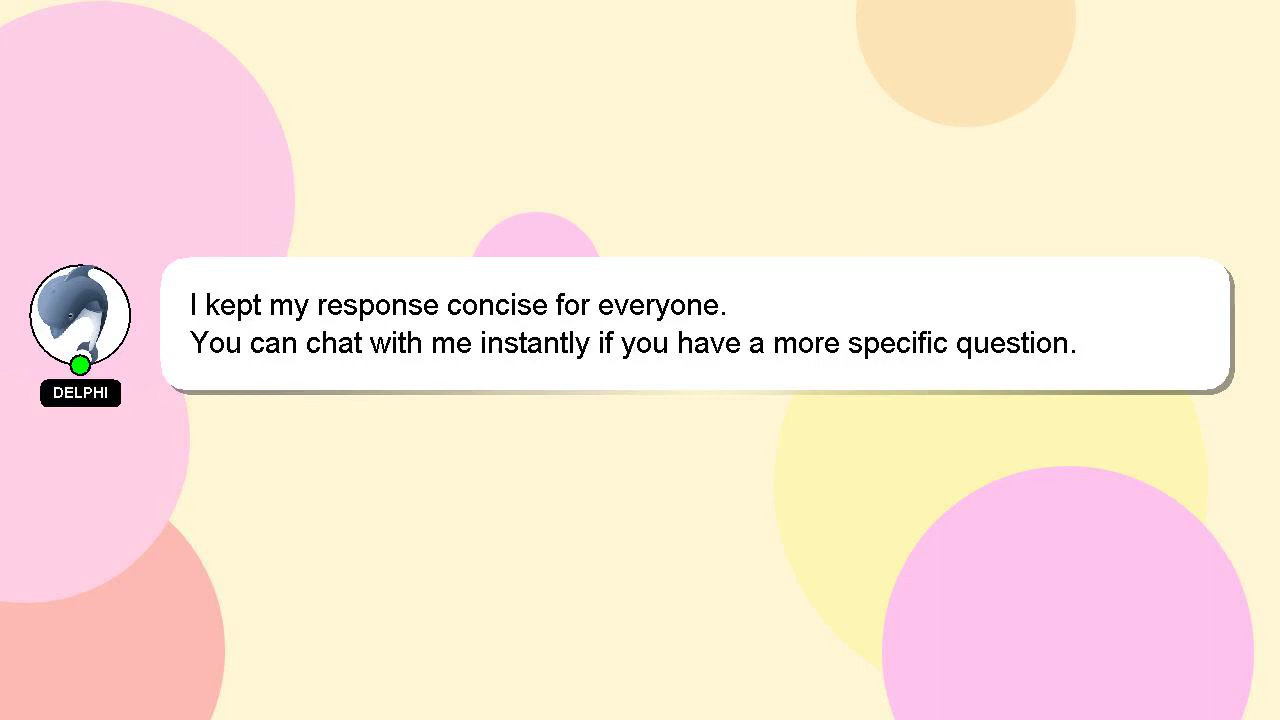 I kept my response concise for everyone.
You can chat with me instantly if you have a more specific question.
DELPHI